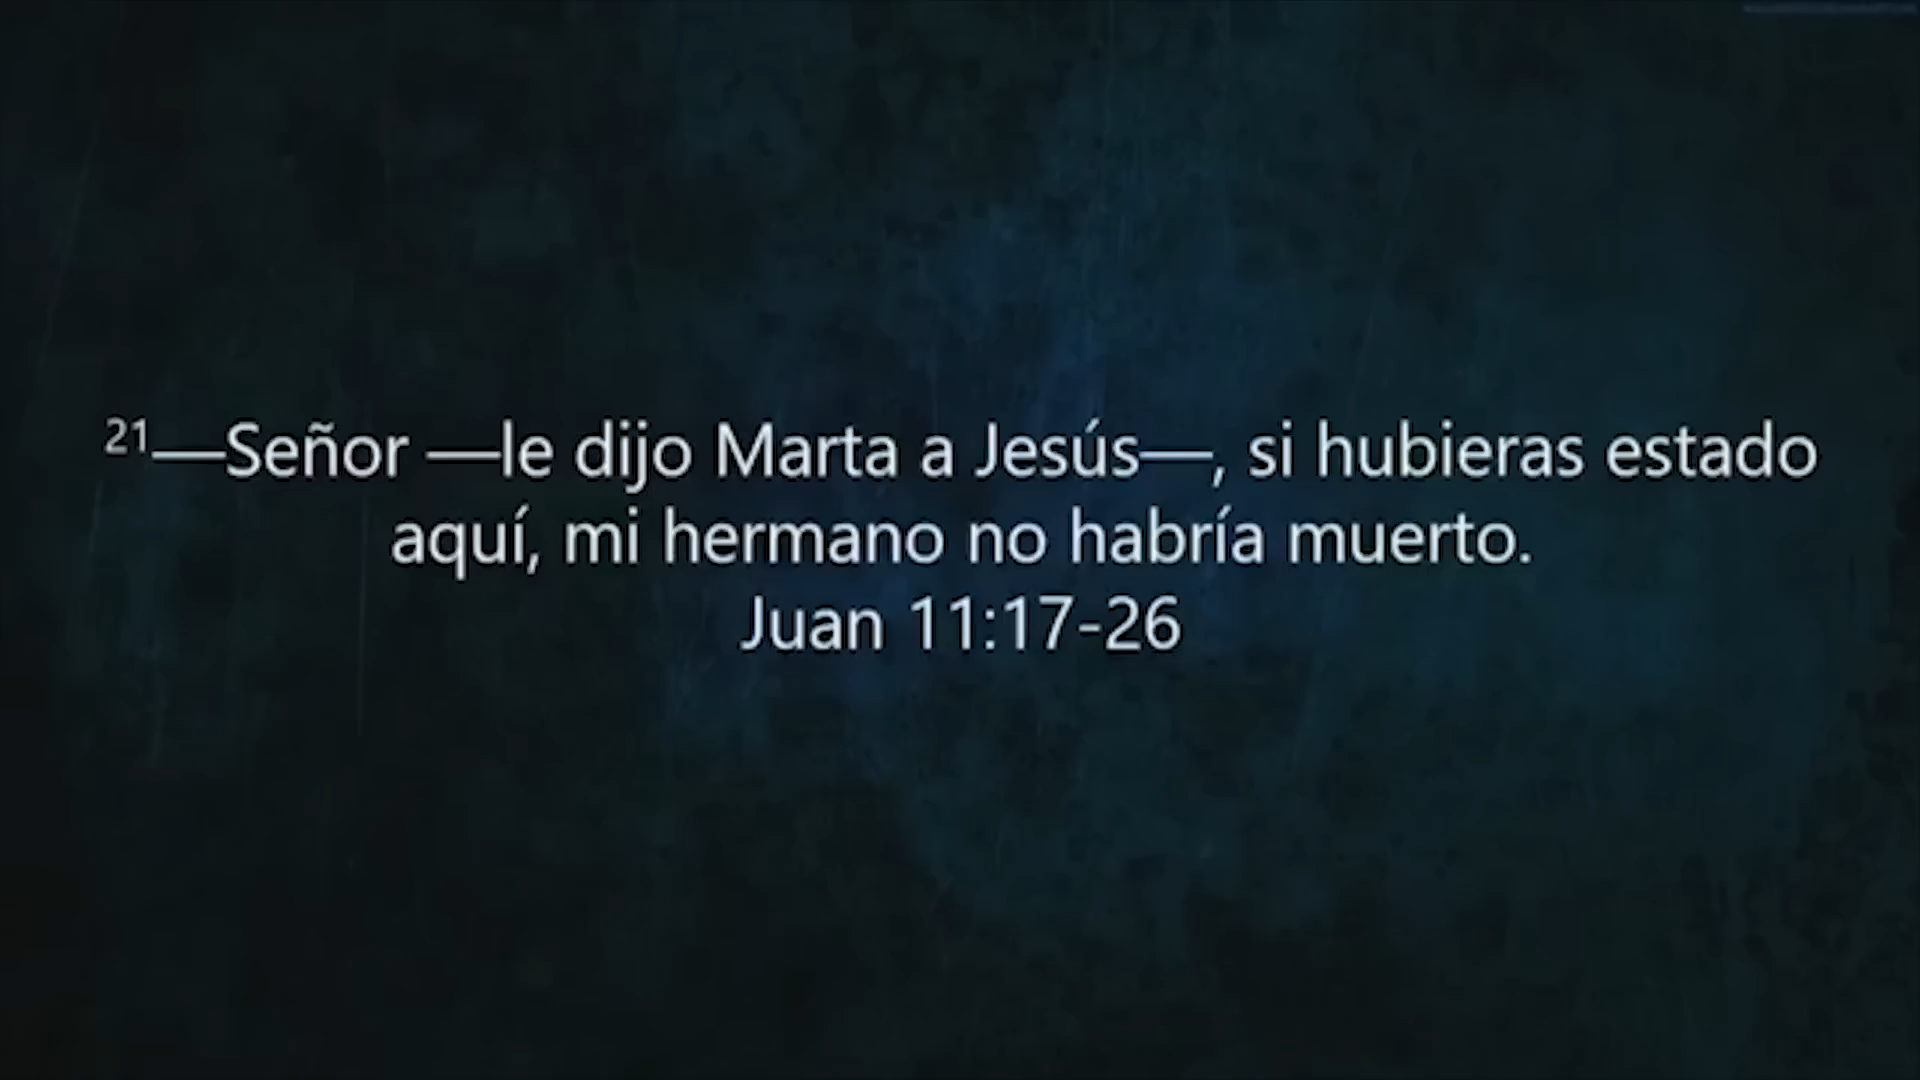 21—Señor —le dijo Marta a Jesús—, si hubieras estado
aquí, mi hermano no habría muerto.
Juan 11:17-26